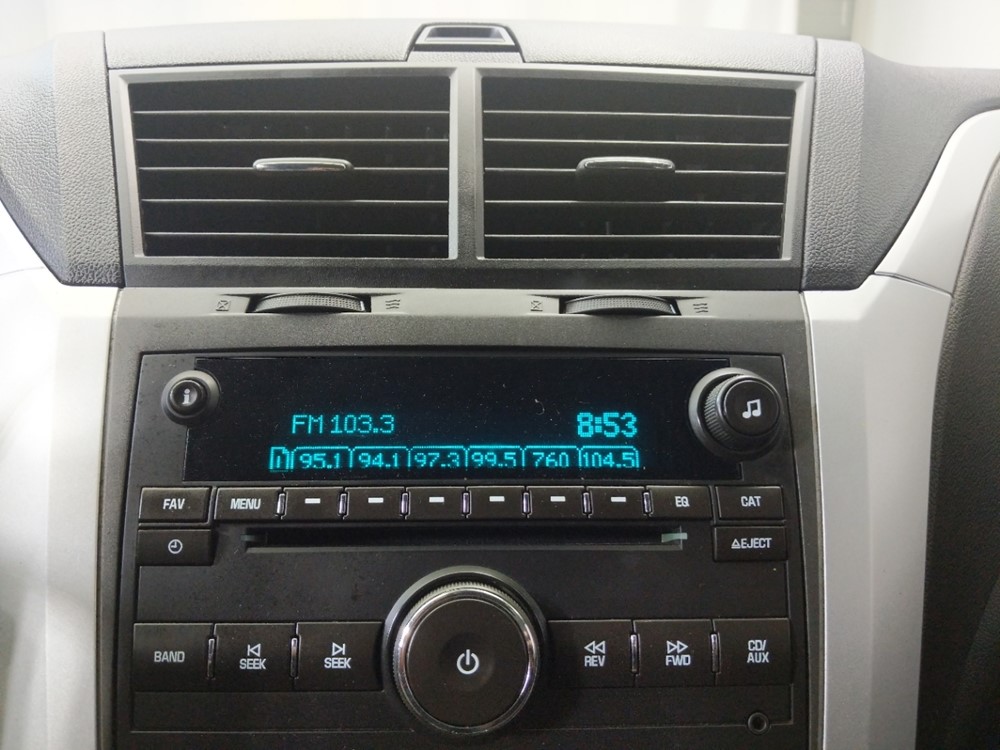 i
FM 103.3 8:53
1 95.1 94.1 97.3 99.5 760 104.5
FAV MENU EQ CAT
EJECT
BAND SEEK SEEK REV FWD CD/
AUX